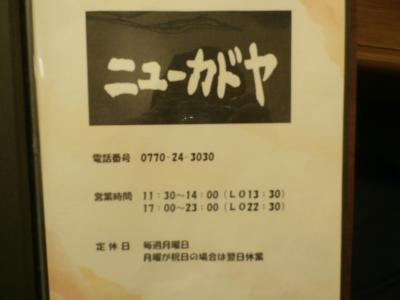 ニューカドヤ
電話番号 0770-24-3030
営業時間 11:30~14:00(LO13:30)
17:00~23:00(LO22:30)
定休日 毎週月曜日
月曜が祝日の場合は翌日休業